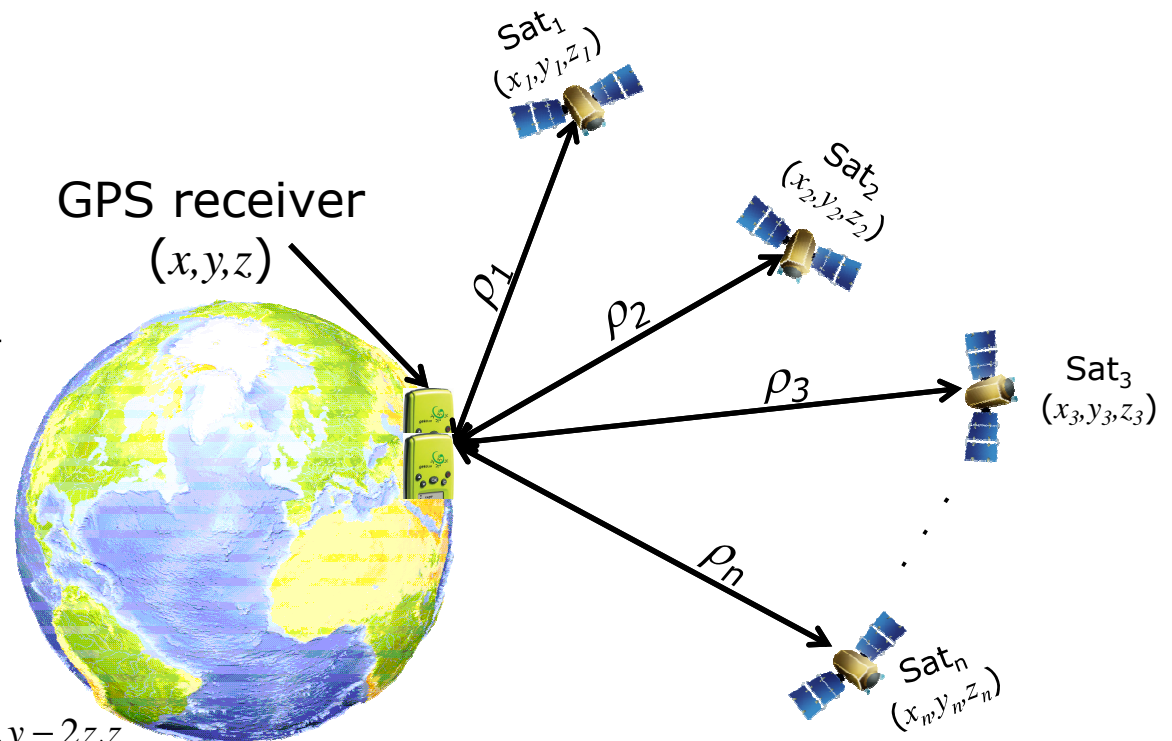 Sat₁
(x₁,y₁,z₁)
Sat₂
(x₂,y₂,z₂)
GPS receiver
(x,y,z)
ρ₁
ρ₂
ρ₃
Sat₃
(x₃,y₃,z₃)
ρₙ
Satₙ
(xₙ,yₙ,zₙ)
y − 2z.z